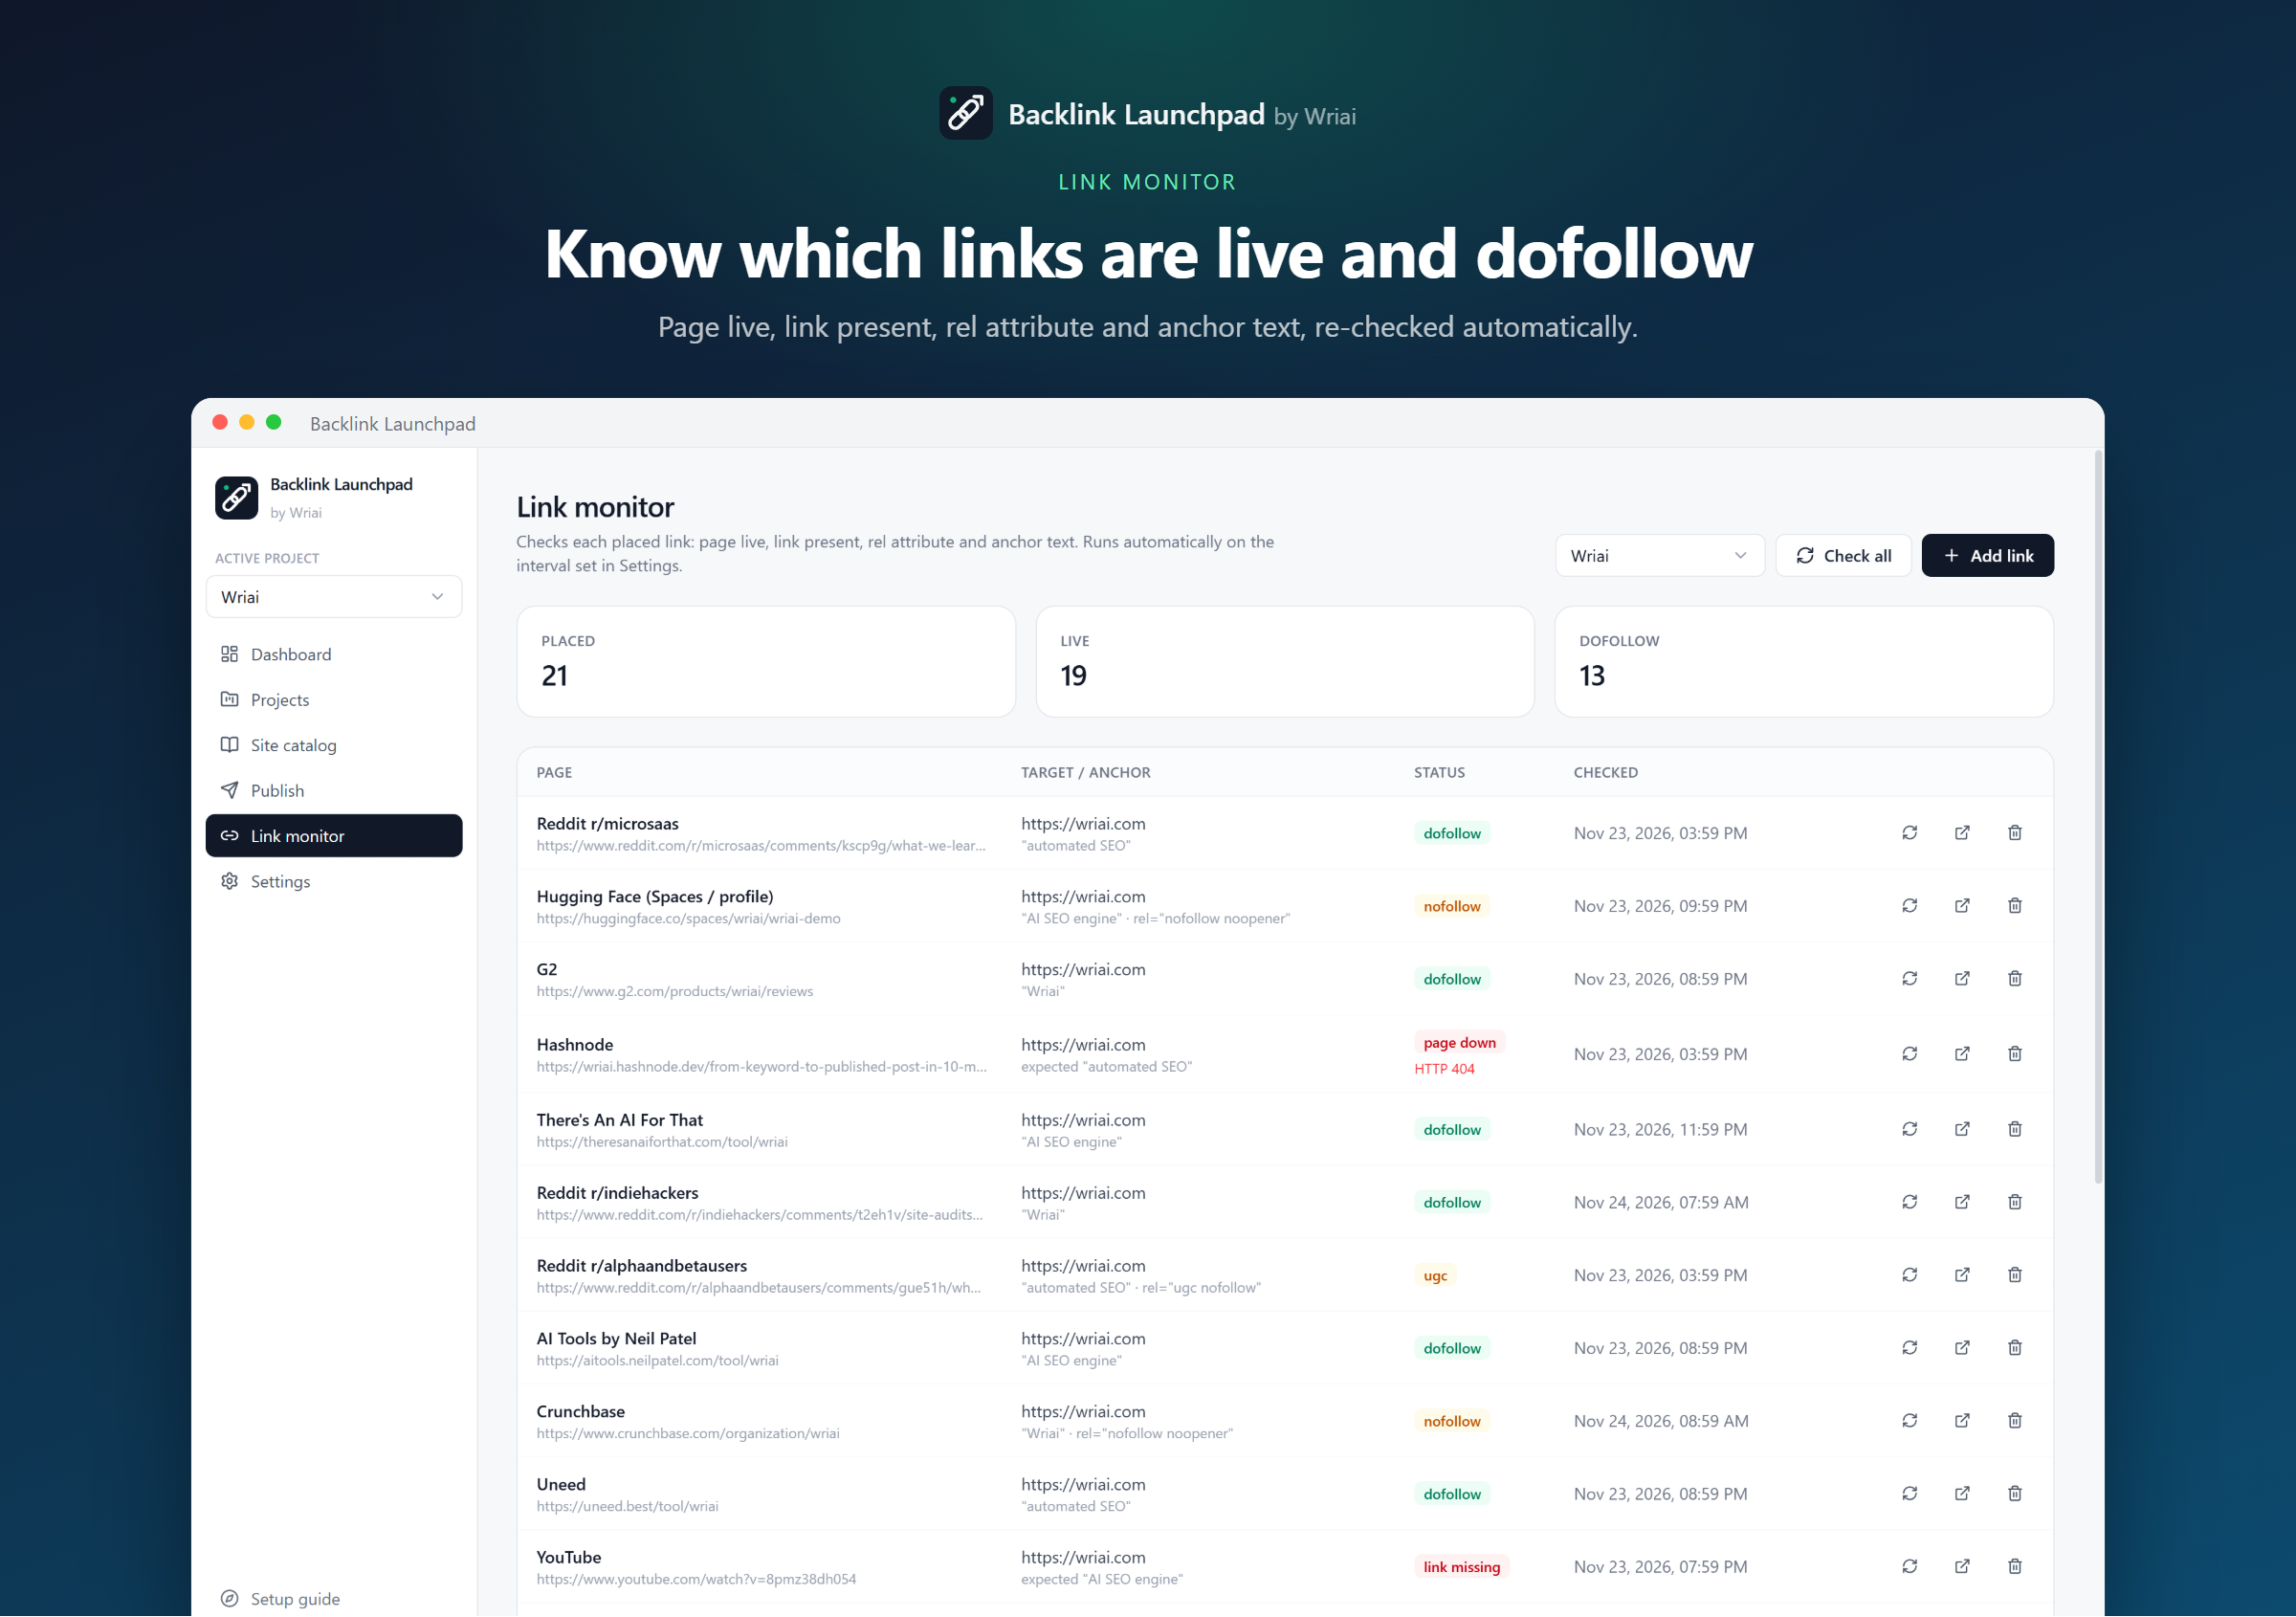 Backlink Launchpad by Wriai
LINK MONITOR
Know which links are live and dofollow
Page live, link present, rel attribute and anchor text, re-checked automatically.
Backlink Launchpad
Backlink Launchpad
by Wriai
ACTIVE PROJECT
Wriai
Dashboard
Projects
Site catalog
Publish
Link monitor
Settings
Setup guide
Link monitor
Checks each placed link: page live, link present, rel attribute and anchor text. Runs automatically on the
interval set in Settings.
Wriai
Check all
Add link
PLACED
21
LIVE
19
DOFOLLOW
13
PAGE TARGET / ANCHOR STATUS CHECKED
Reddit r/microsaas https://wriai.com dofollow Nov 23, 2026, 03:59 PM
https://www.reddit.com/r/microsaas/comments/kscp9g/what-we-lear... "automated SEO"
Hugging Face (Spaces / profile) https://wriai.com nofollow Nov 23, 2026, 09:59 PM
https://huggingface.co/spaces/wriai/wriai-demo "AI SEO engine" · rel="nofollow noopener"
G2 https://wriai.com dofollow Nov 23, 2026, 08:59 PM
https://www.g2.com/products/wriai/reviews "Wriai"
Hashnode https://wriai.com page down Nov 23, 2026, 03:59 PM
https://wriai.hashnode.dev/from-keyword-to-published-post-in-10-m... expected "automated SEO" HTTP 404
There's An AI For That https://wriai.com dofollow Nov 23, 2026, 11:59 PM
https://theresanaiforthat.com/tool/wriai "AI SEO engine"
Reddit r/indiehackers https://wriai.com dofollow Nov 24, 2026, 07:59 AM
https://www.reddit.com/r/indiehackers/comments/t2eh1v/site-audits... "Wriai"
Reddit r/alphaandbetausers https://wriai.com ugc Nov 23, 2026, 03:59 PM
https://www.reddit.com/r/alphaandbetausers/comments/gue51h/wh... "automated SEO" · rel="ugc nofollow"
AI Tools by Neil Patel https://wriai.com dofollow Nov 23, 2026, 08:59 PM
https://aitools.neilpatel.com/tool/wriai "AI SEO engine"
Crunchbase https://wriai.com nofollow Nov 24, 2026, 08:59 AM
https://www.crunchbase.com/organization/wriai "Wriai" · rel="nofollow noopener"
Uneed https://wriai.com dofollow Nov 23, 2026, 08:59 PM
https://uneed.best/tool/wriai "automated SEO"
YouTube https://wriai.com link missing Nov 23, 2026, 07:59 PM
https://www.youtube.com/watch?v=8pmz38dh054 expected "AI SEO engine"